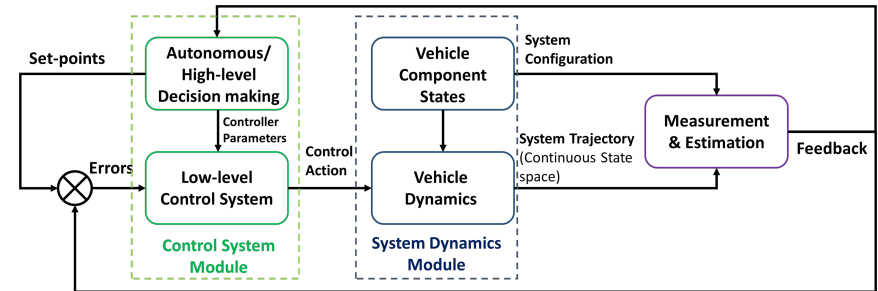 Set-points
Autonomous/
High-level
Decision making
Controller
Parameters
Errors
Low-level
Control System
Control
Action
Control System
Module
Vehicle
Component
States
System
Configuration
Vehicle
Dynamics
System Trajectory
(Continuous State
space)
System Dynamics
Module
Measurement
& Estimation
Feedback